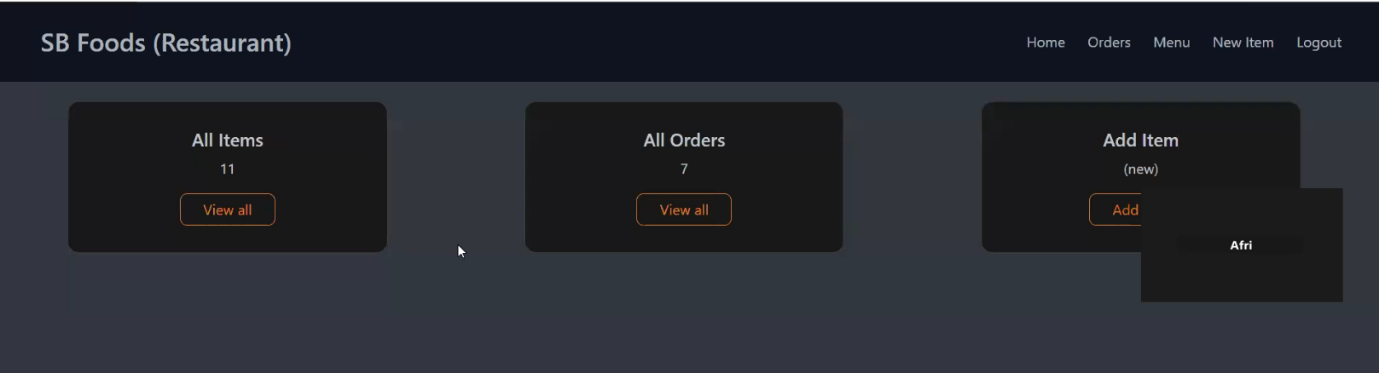 SB Foods (Restaurant)
Home Orders Menu New Item Logout
All Items
11
View all
All Orders
7
View all
Add Item
(new)
Add
Afri